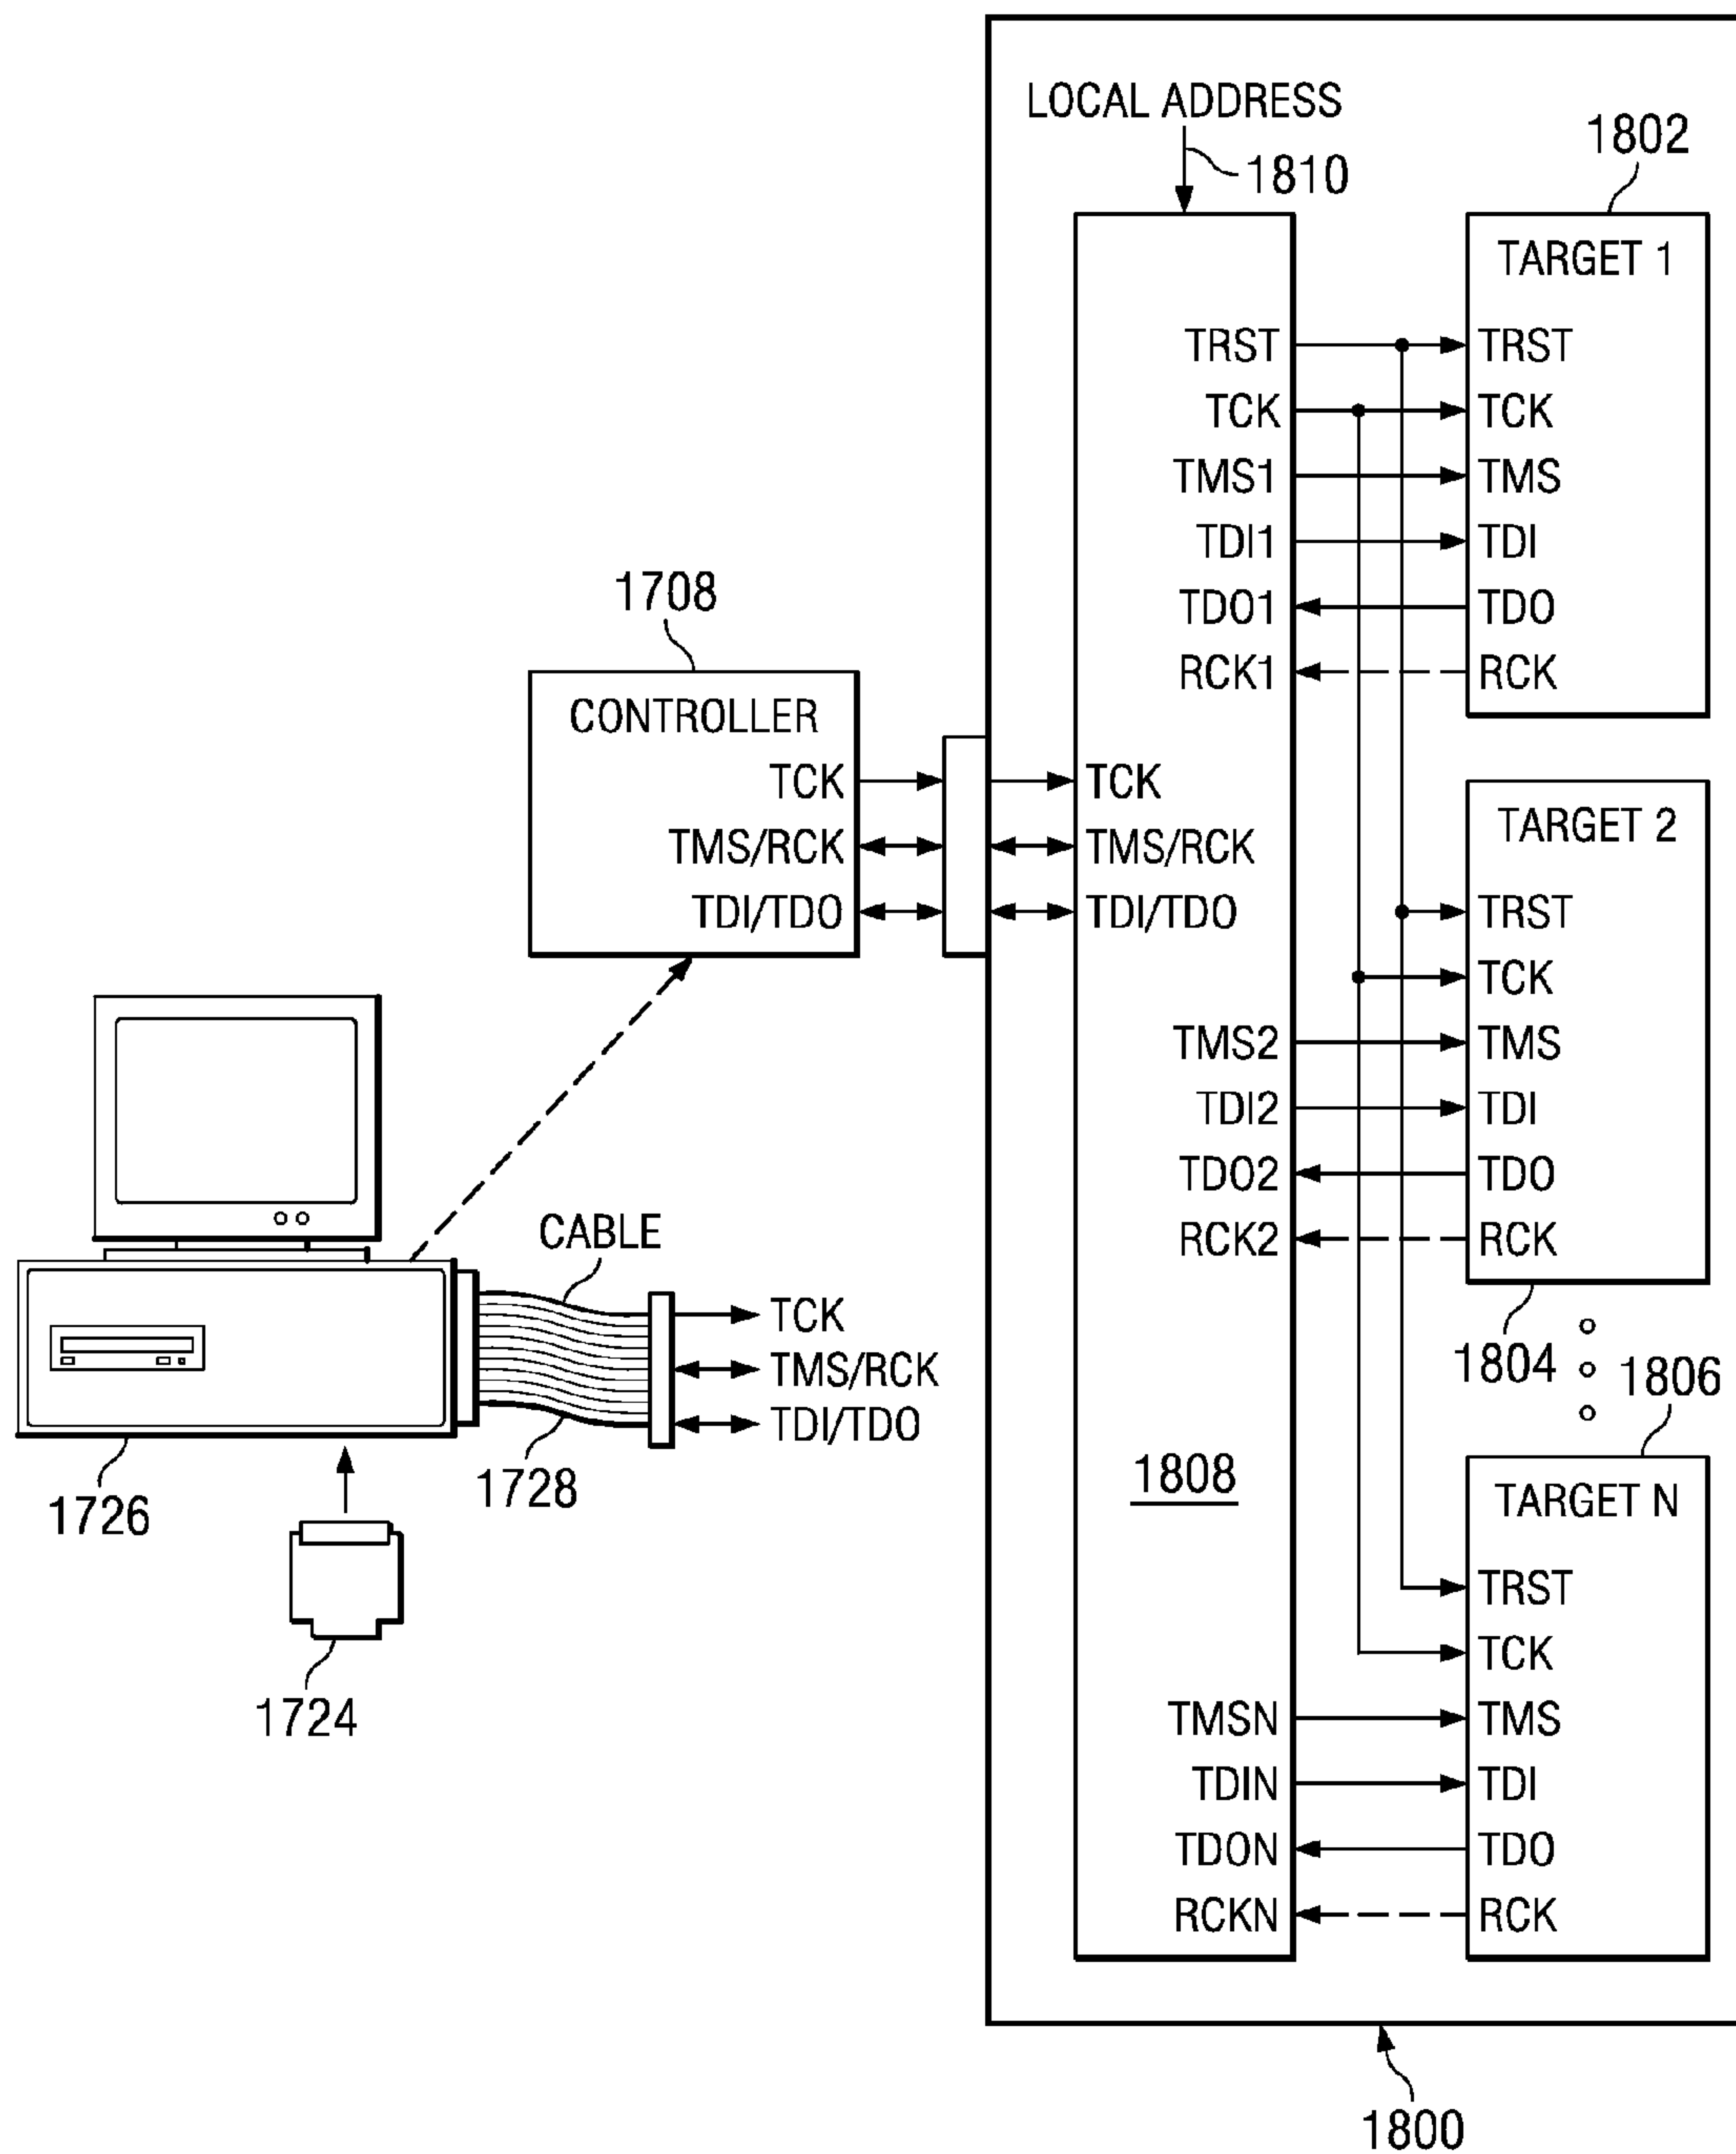 LOCAL ADDRESS
1810
1802
TARGET 1
TRST
TCK
TMS1
TDI1
TDO1
RCK1
TRST
TCK
TMS
TDI
TDO
RCK
1708
CONTROLLER
TCK
TMS/RCK
TDI/TDO
TCK
TMS/RCK
TDI/TDO
TARGET 2
TRST
TCK
TMS
TDI
TDO
RCK
TMS2
TDI2
TDO2
RCK2
1804
1806
CABLE
TCK
TMS/RCK
TDI/TDO
1726
1728
1724
1808
TARGET N
TRST
TCK
TMS
TDI
TDO
RCK
TMSN
TDIN
TDON
RCKN
1800